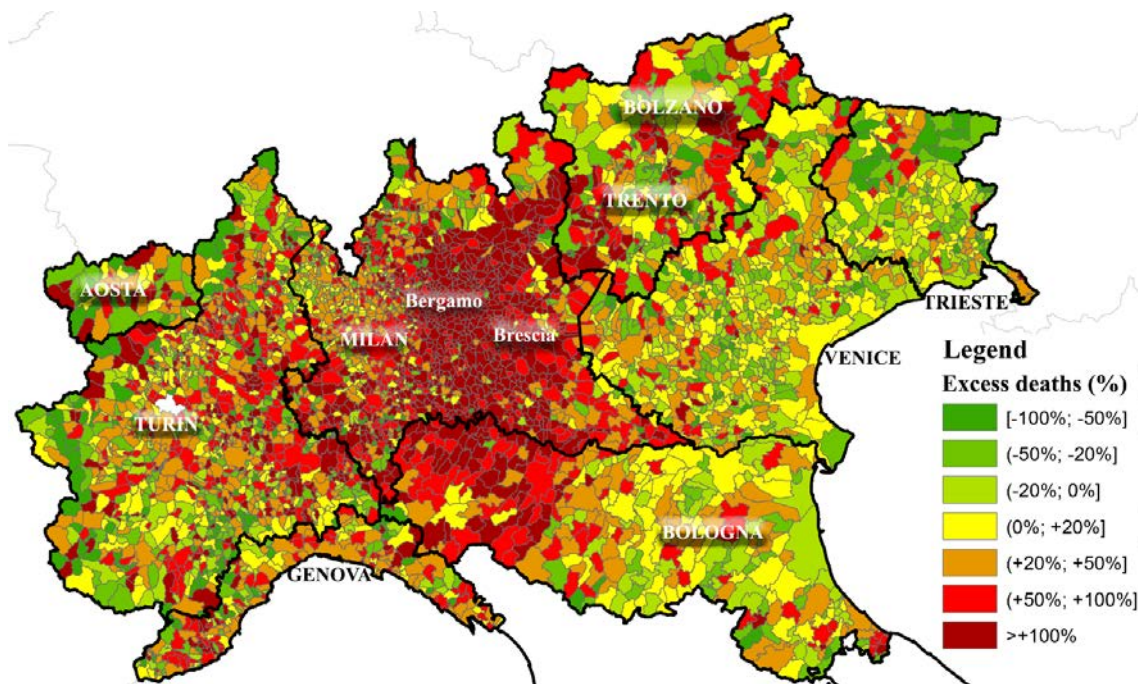 BOLZANO
TRENTO
AOSTA
Bergamo
TRIESTE
MILAN
Brescia
VENICE
TURIN
BOLOGNA
GENOVA
Legend
Excess deaths (%)
[-100%; -50%]
(-50%; -20%]
(-20%; 0%]
(0%; +20%]
(+20%; +50%]
(+50%; +100%]
>+100%